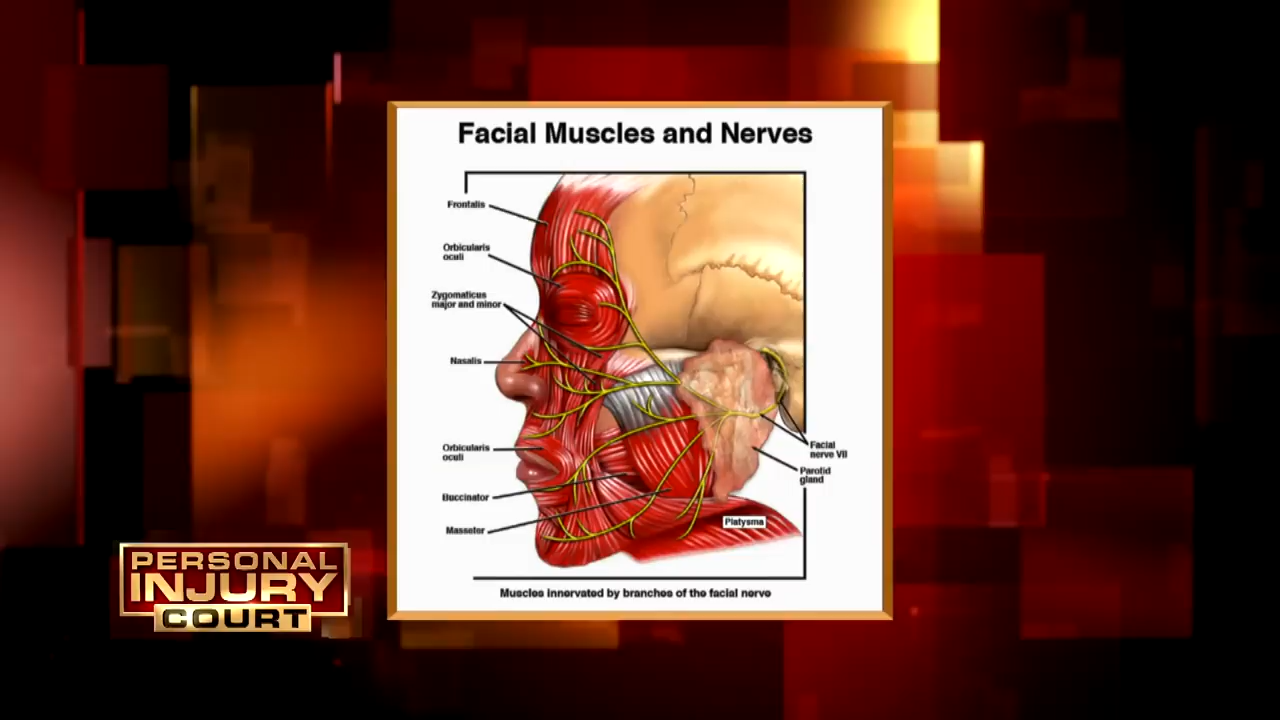 Facial Muscles and Nerves
Frontalis
Orbicularis
oculi
Zygomaticus
major and minor
Nasalis
Orbicularis
oculi
Buccinator
Masseter
Facial
nerve VII
Parotid
gland
Platysma
Muscles innervated by branches of the facial nerve
PERSONAL
INJURY
COURT